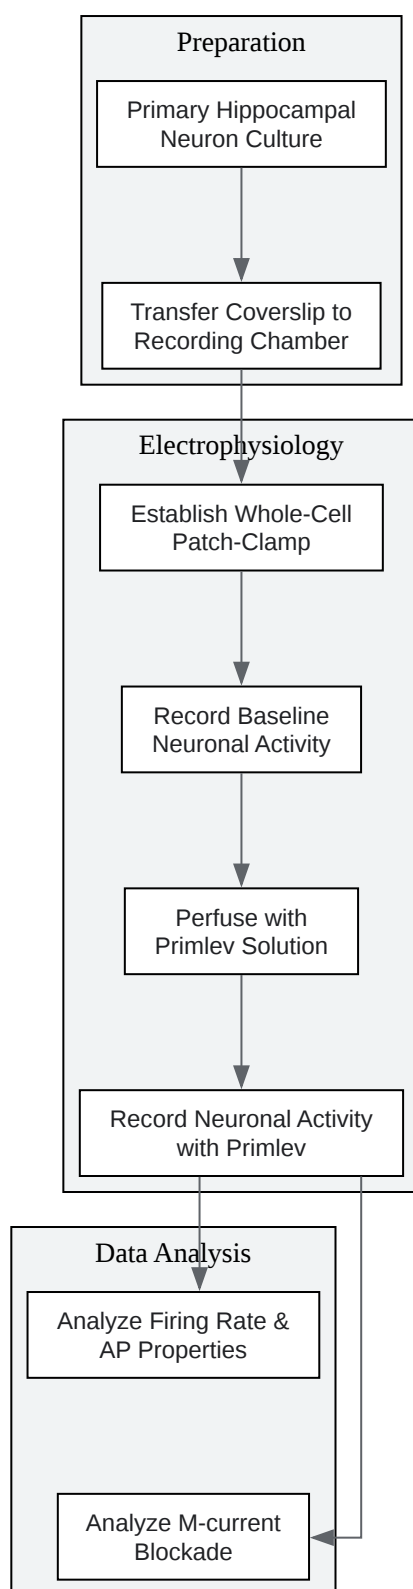 Preparation
Primary Hippocampal
Neuron Culture
Transfer Coverslip to
Recording Chamber
Electrophysiology
Establish Whole-Cell
Patch-Clamp
Record Baseline
Neuronal Activity
Perfuse with
Primlev Solution
Record Neuronal Activity
with Primlev
Data Analysis
Analyze Firing Rate &
AP Properties
Analyze M-current
Blockade